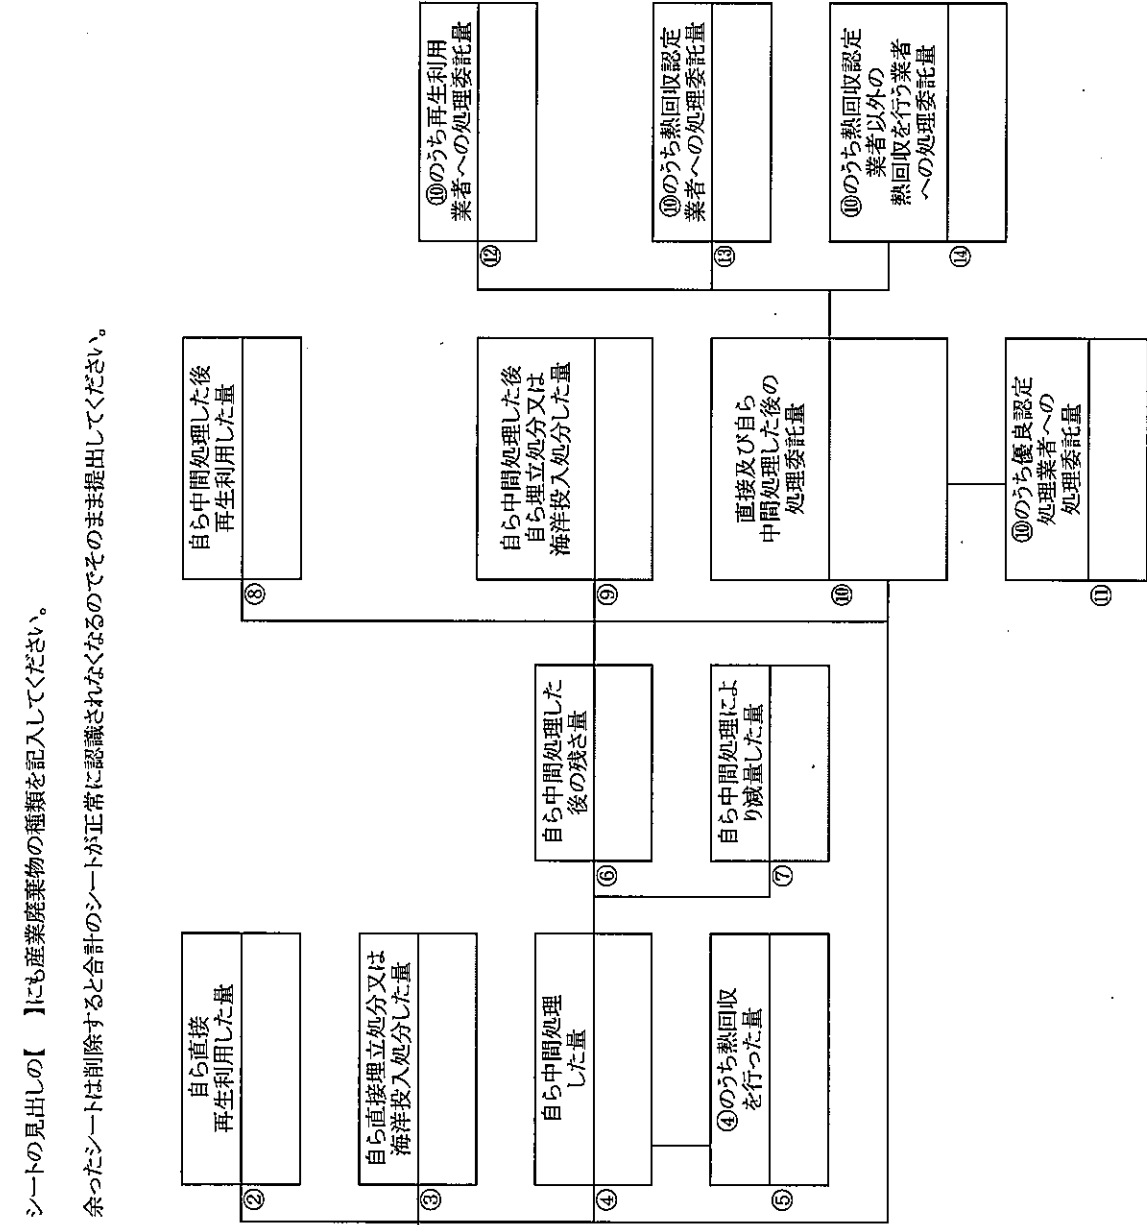 シートの見出しの【　】にも産業廃棄物の種類を記入してください。
余ったシートは削除すると合計のシートが正常に認識されなくなるのでそのまま提出してください。
②
自ら直接
再生利用した量
③
自ら直接埋立処分又は
海洋投入処分した量
④
自ら中間処理
した量
⑤
④のうち熱回収
を行った量
⑥
自ら中間処理した
後の残さ量
⑦
自ら中間処理によ
り減量した量
⑧
自ら中間処理した後
再生利用した量
⑨
自ら中間処理した後
自ら埋立処分又は
海洋投入処分した量
⑩
直接及び自ら
中間処理した後の
処理委託量
⑪
⑩のうち優良認定
処理業者への
処理委託量
⑫
⑩のうち再生利用
業者への処理委託量
⑬
⑩のうち熱回収認定
業者への処理委託量
⑭
⑩のうち熱回収認定
業者以外の
熱回収を行う業者
への処理委託量